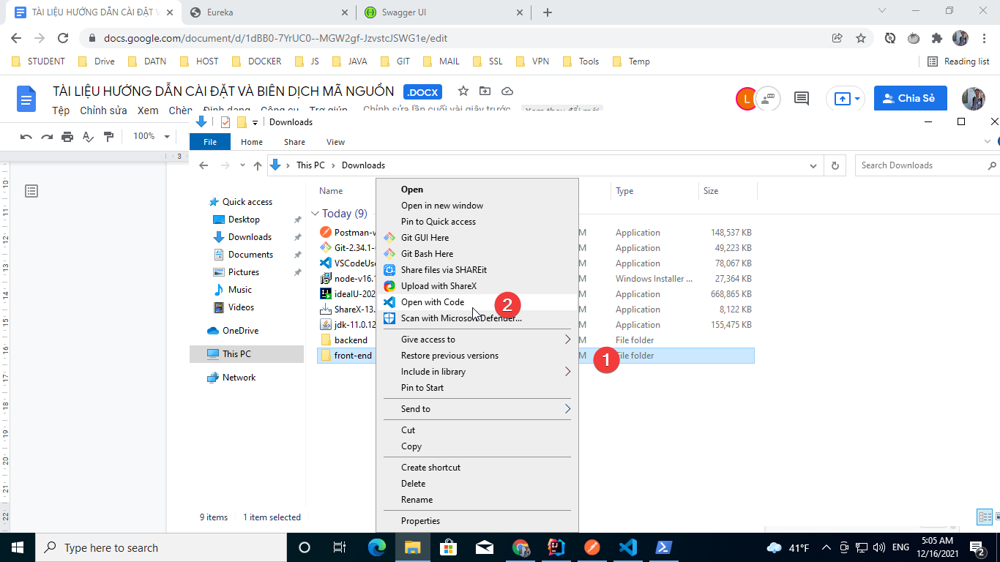 TÀI LIỆU HƯỚNG DẪN CÀI ĐẶT V
Eureka
Swagger UI
docs.google.com/document/d/1dBB0-7YrUC0--MGW2gf-JzvstcJSWG1e/edit
STUDENT Drive DATN HOST DOCKER JS JAVA GIT MAIL SSL VPN Tools Temp Reading list
TÀI LIỆU HƯỚNG DẪN CÀI ĐẶT VÀ BIÊN DỊCH MÃ NGUỒN .DOCX
L
Chia Sẻ
Tệp Chỉnh sửa Xem Chèn Định dạng Công cụ Trợ giúp Chỉnh sửa lần cuối vài giây trước Xem thay đổi mới
100%
3
Downloads
File Home Share View
This PC Downloads
Search Downloads
Name Type Size
Quick access
Desktop
Downloads
Documents
Pictures
Music
Videos
OneDrive
This PC
Network
Today (9)
Postman-w M Application 148,537 KB
Git-2.34.1- M Application 49,223 KB
VSCodeUse M Application 78,067 KB
node-v16.1 M Windows Installer ... 27,364 KB
idealU-202 M Application 668,865 KB
ShareX-13. M Application 8,122 KB
jdk-11.0.12 M Application 155,475 KB
backend M File folder
front-end M File folder
1
Open
Open in new window
Pin to Quick access
Git GUI Here
Git Bash Here
Share files via SHAREit
Upload with ShareX
Open with Code
2
Scan with Microsoft Defender...
Give access to
Restore previous versions
Include in library
Pin to Start
Send to
Cut
Copy
Create shortcut
Delete
Rename
Properties
10
11
12
13
14
15
16
17
18
19
20
21
22
9 items 1 item selected
Type here to search
41°F
ENG
5:05 AM
12/16/2021
2